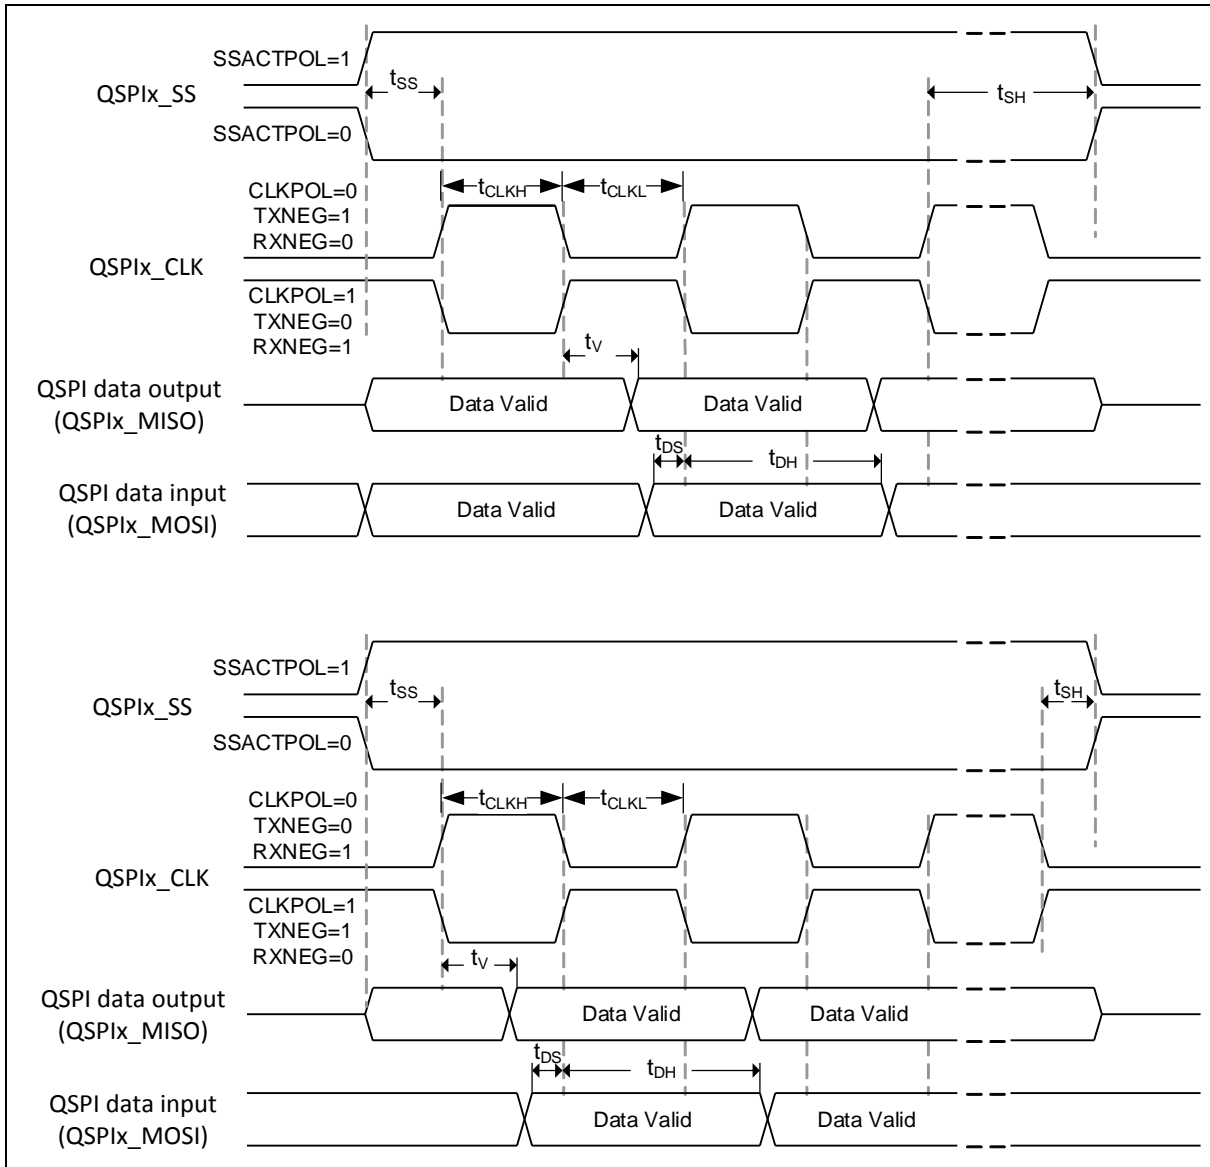 SSACTPOL=1
QSPIx_SS
tSS
tSH
SSACTPOL=0
CLKPOL=0
TXNEG=1
RXNEG=0
tCLKH
tCLKL
QSPIx_CLK
CLKPOL=1
TXNEG=0
RXNEG=1
tV
QSPI data output
(QSPIx_MISO)
Data Valid
Data Valid
tDS
tDH
QSPI data input
(QSPIx_MOSI)
Data Valid
Data Valid
SSACTPOL=1
QSPIx_SS
tSS
tSH
SSACTPOL=0
CLKPOL=0
TXNEG=0
RXNEG=1
tCLKH
tCLKL
QSPIx_CLK
CLKPOL=1
TXNEG=1
RXNEG=0
tV
QSPI data output
(QSPIx_MISO)
Data Valid
Data Valid
tDS
tDH
QSPI data input
(QSPIx_MOSI)
Data Valid
Data Valid